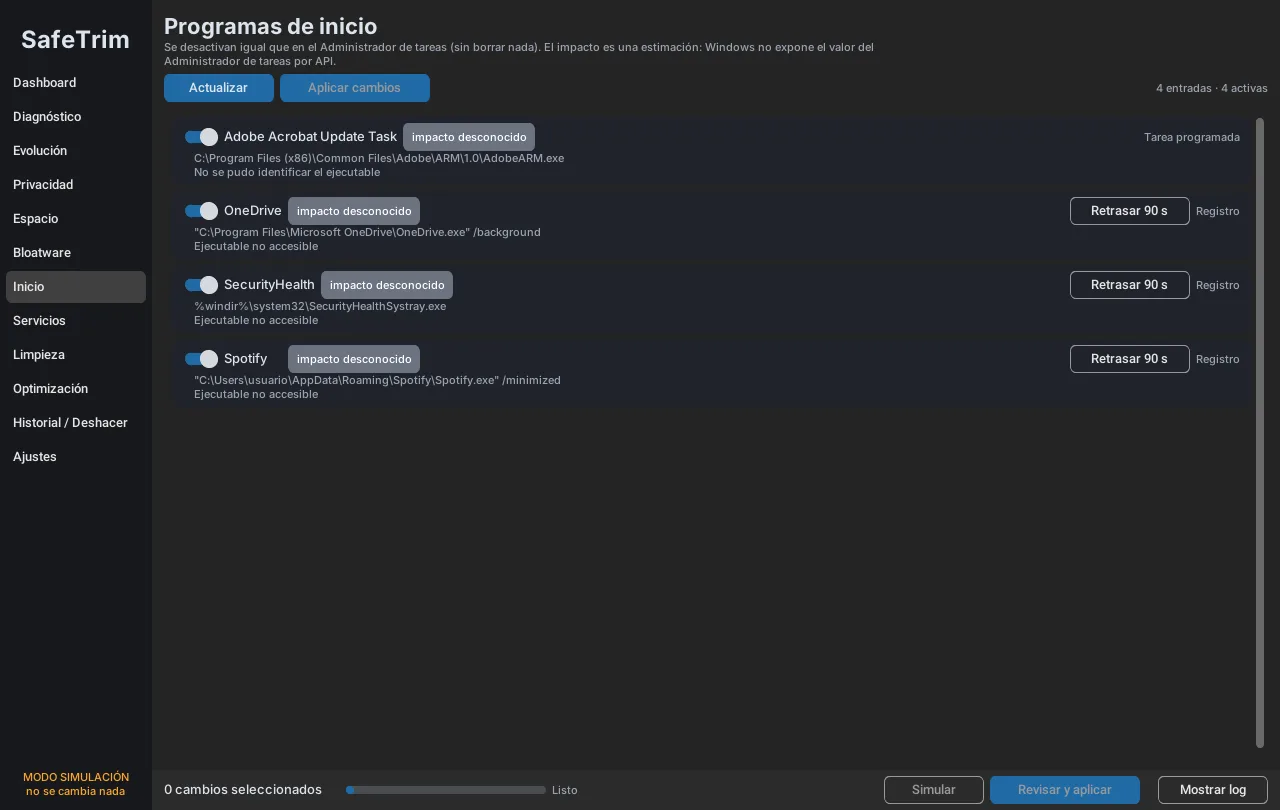 SafeTrim
Dashboard
Diagnóstico
Evolución
Privacidad
Espacio
Bloatware
Inicio
Servicios
Limpieza
Optimización
Historial / Deshacer
Ajustes
MODO SIMULACIÓN
no se cambia nada
Programas de inicio
Se desactivan igual que en el Administrador de tareas (sin borrar nada). El impacto es una estimación: Windows no expone el valor del
Administrador de tareas por API.
Actualizar
Aplicar cambios
4 entradas · 4 activas
Adobe Acrobat Update Task
impacto desconocido
Tarea programada
C:\Program Files (x86)\Common Files\Adobe\ARM\1.0\AdobeARM.exe
No se pudo identificar el ejecutable
OneDrive
impacto desconocido
Retrasar 90 s
Registro
"C:\Program Files\Microsoft OneDrive\OneDrive.exe" /background
Ejecutable no accesible
SecurityHealth
impacto desconocido
Retrasar 90 s
Registro
%windir%\system32\SecurityHealthSystray.exe
Ejecutable no accesible
Spotify
impacto desconocido
Retrasar 90 s
Registro
"C:\Users\usuario\AppData\Roaming\Spotify\Spotify.exe" /minimized
Ejecutable no accesible
0 cambios seleccionados
Listo
Simular
Revisar y aplicar
Mostrar log